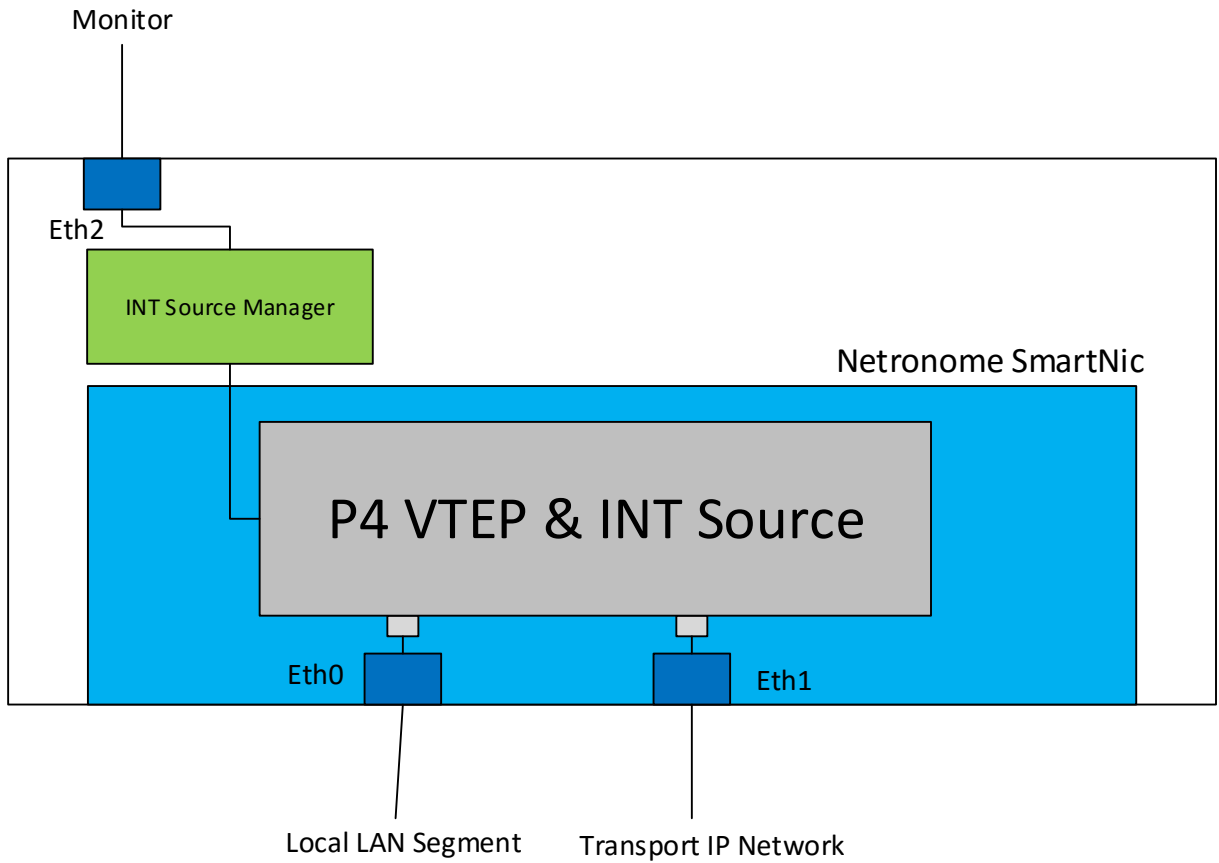 Monitor
Eth2
INT Source Manager
Netronome SmartNic
P4 VTEP & INT Source
Eth0
Eth1
Local LAN Segment
Transport IP Network